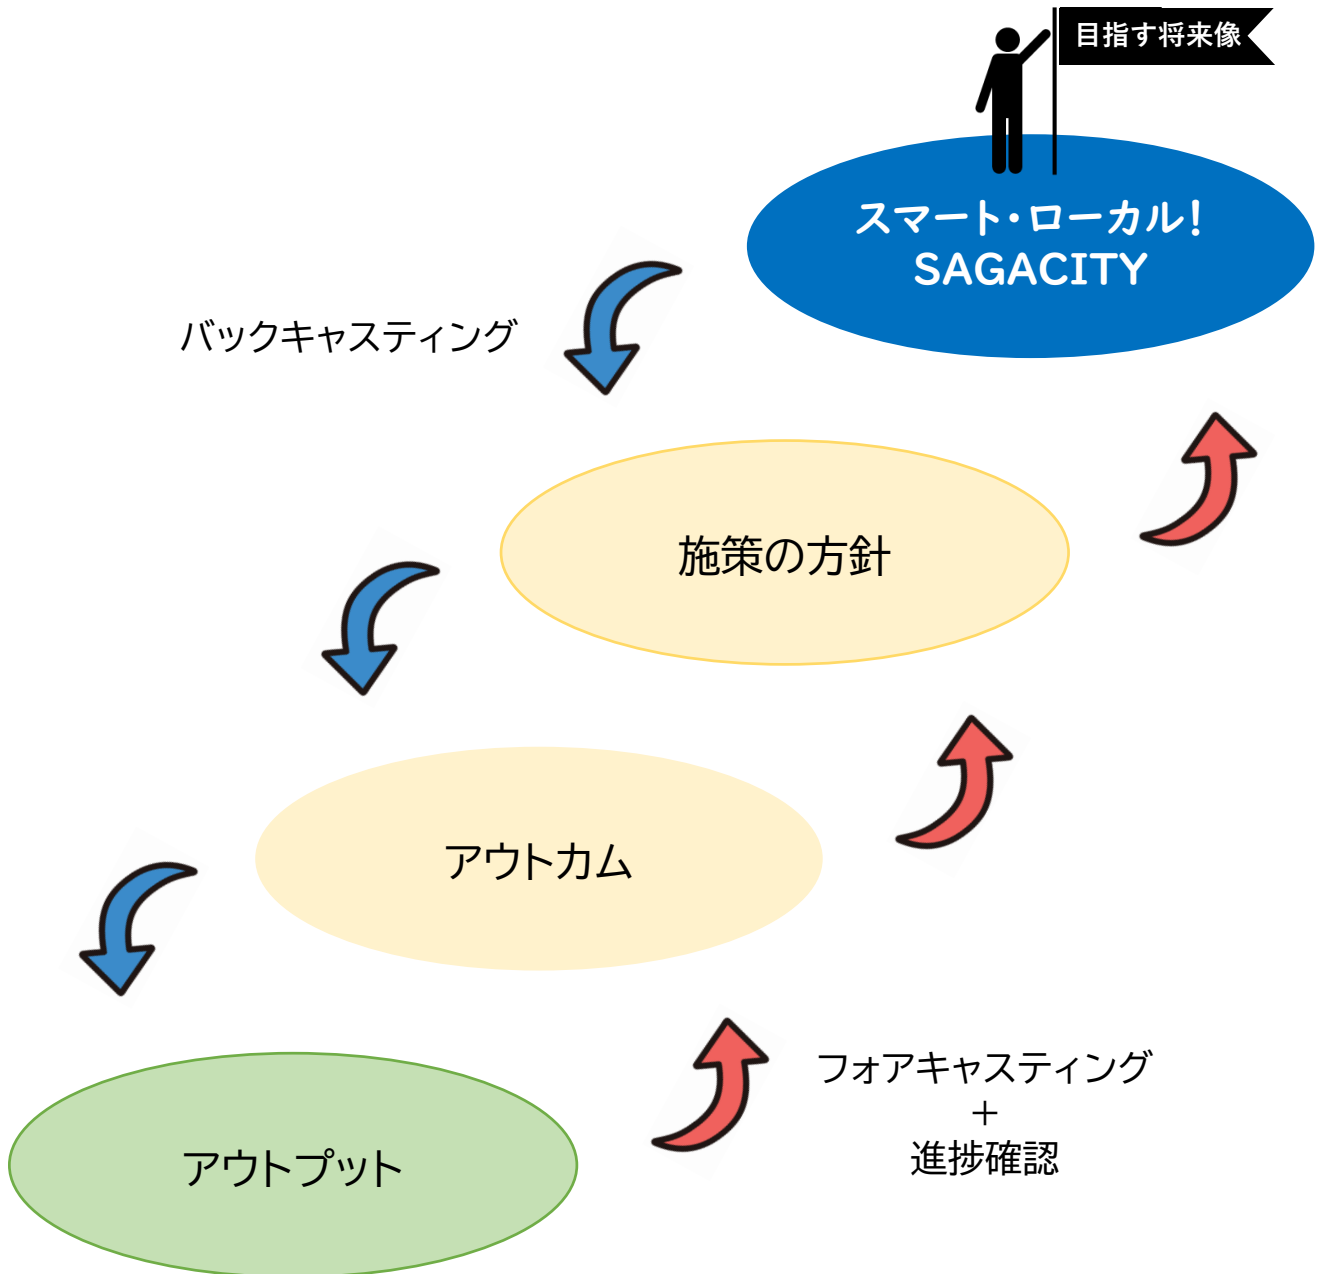 目指す将来像
スマート・ローカル!
SAGACITY
バックキャスティング
施策の方針
アウトカム
フォアキャスティング
+
進捗確認
アウトプット